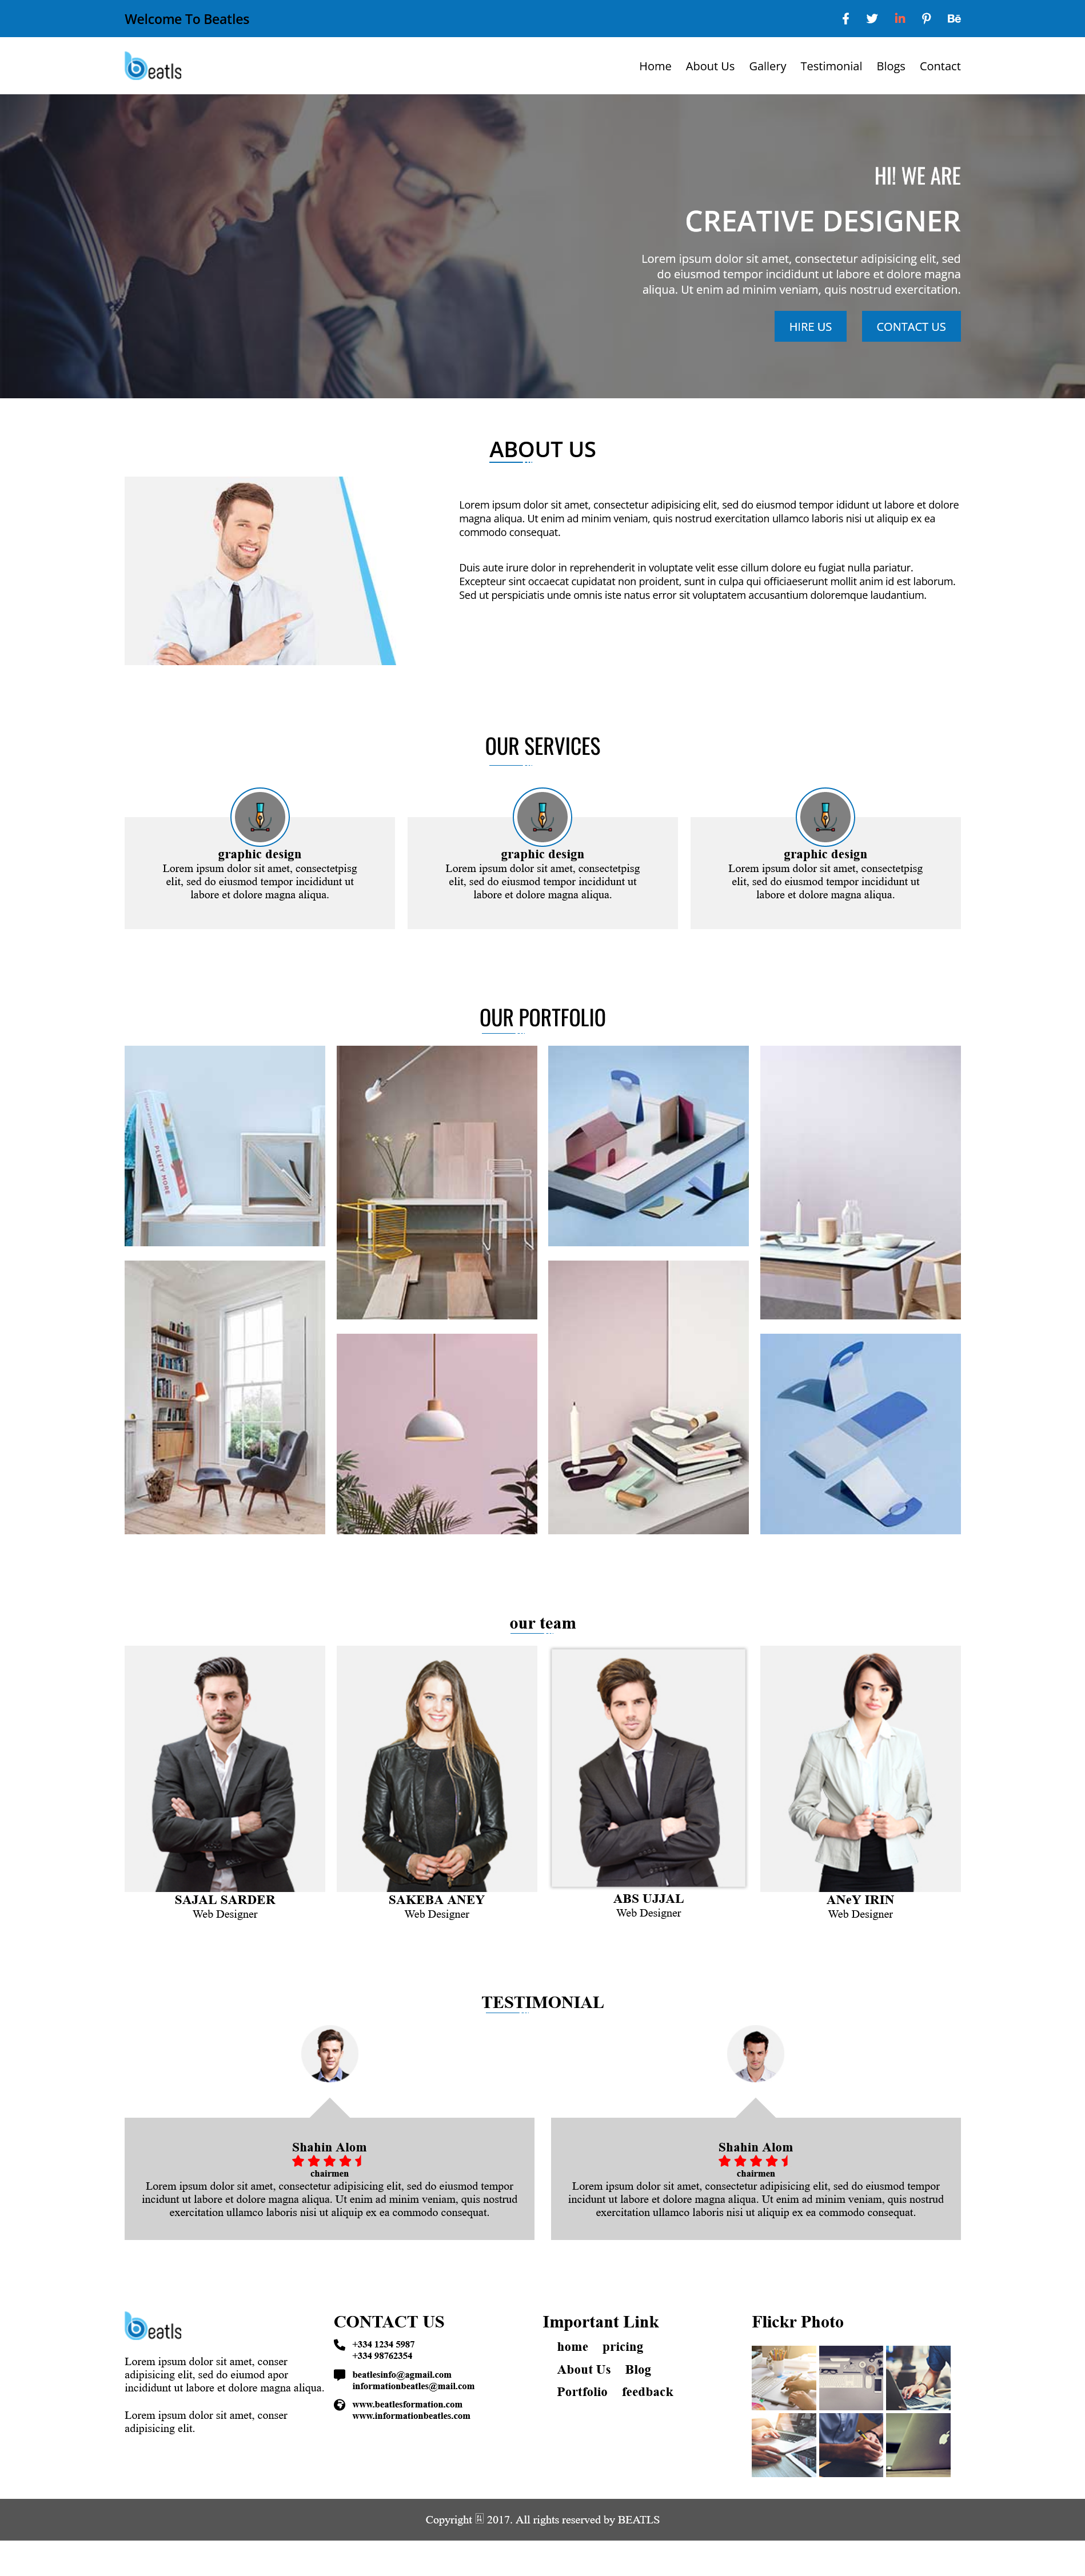 Welcome To Beatles
beatls
Home About Us Gallery Testimonial Blogs Contact
HI! WE ARE
CREATIVE DESIGNER
Lorem ipsum dolor sit amet, consectetur adipisicing elit, sed
do eiusmod tempor incididunt ut labore et dolore magna
aliqua. Ut enim ad minim veniam, quis nostrud exercitation.
HIRE US CONTACT US
ABOUT US
Lorem ipsum dolor sit amet, consectetur adipisicing elit, sed do eiusmod tempor ididunt ut labore et dolore
magna aliqua. Ut enim ad minim veniam, quis nostrud exercitation ullamco laboris nisi ut aliquip ex ea
commodo consequat.
Duis aute irure dolor in reprehenderit in voluptate velit esse cillum dolore eu fugiat nulla pariatur.
Excepteur sint occaecat cupidatat non proident, sunt in culpa qui officiaeserunt mollit anim id est laborum.
Sed ut perspiciatis unde omnis iste natus error sit voluptatem accusantium doloremque laudantium.
OUR SERVICES
graphic design
Lorem ipsum dolor sit amet, consectetpisg
elit, sed do eiusmod tempor incididunt ut
labore et dolore magna aliqua.
graphic design
Lorem ipsum dolor sit amet, consectetpisg
elit, sed do eiusmod tempor incididunt ut
labore et dolore magna aliqua.
graphic design
Lorem ipsum dolor sit amet, consectetpisg
elit, sed do eiusmod tempor incididunt ut
labore et dolore magna aliqua.
OUR PORTFOLIO
PLENTY MORE
our team
SAJAL SARDER
Web Designer
SAKEBA ANEY
Web Designer
ABS UJJAL
Web Designer
ANeY IRIN
Web Designer
TESTIMONIAL
Shahin Alom
chairmen
Lorem ipsum dolor sit amet, consectetur adipisicing elit, sed do eiusmod tempor
incidunt ut labore et dolore magna aliqua. Ut enim ad minim veniam, quis nostrud
exercitation ullamco laboris nisi ut aliquip ex ea commodo consequat.
Shahin Alom
chairmen
Lorem ipsum dolor sit amet, consectetur adipisicing elit, sed do eiusmod tempor
incidunt ut labore et dolore magna aliqua. Ut enim ad minim veniam, quis nostrud
exercitation ullamco laboris nisi ut aliquip ex ea commodo consequat.
beatls
Lorem ipsum dolor sit amet, conser
adipisicing elit, sed do eiumod apor
incididunt ut labore et dolore magna aliqua.
Lorem ipsum dolor sit amet, conser
adipisicing elit.
CONTACT US
+334 1234 5987
+334 98762354
beatlesinfo@agmail.com
informationbeatles@mail.com
www.beatlesformation.com
www.informationbeatles.com
Important Link
home pricing
About Us Blog
Portfolio feedback
Flickr Photo
Copyright 2017. All rights reserved by BEATLS